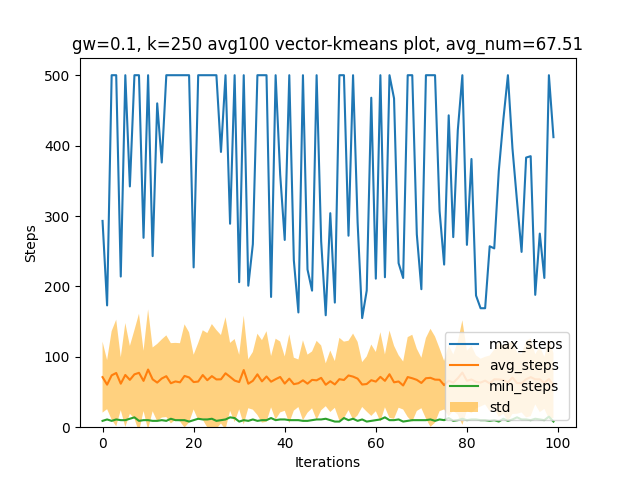 gw=0.1, k=250 avg100 vector-kmeans plot, avg_num=67.51
500
400
300
200
100
0
Steps
max_steps
avg_steps
min_steps
std
0 20 40 60 80 100
Iterations